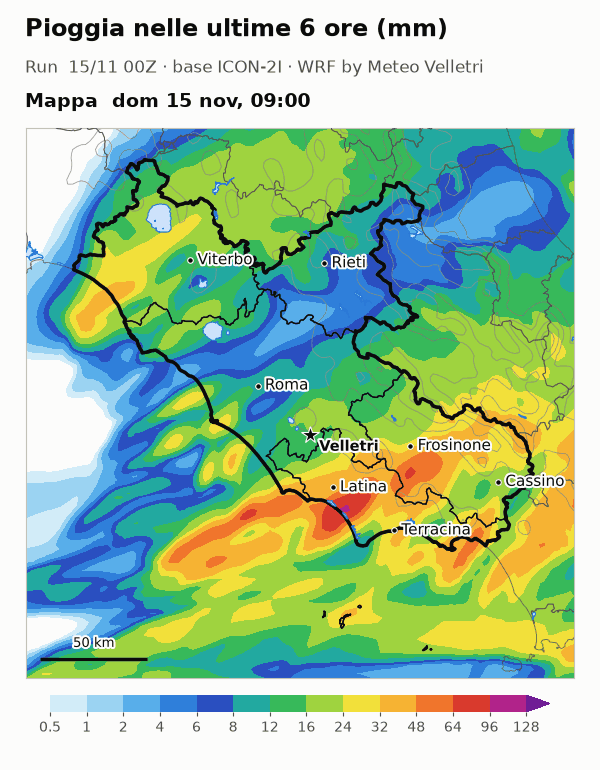 Pioggia nelle ultime 6 ore (mm)
Run 15/11 00Z · base ICON-2I · WRF by Meteo Velletri
Mappa dom 15 nov, 09:00
Viterbo
Rieti
Roma
Velletri
Frosinone
Latina
Cassino
Terracina
50 km
0.5 1 2 4 6 8 12 16 24 32 48 64 96 128